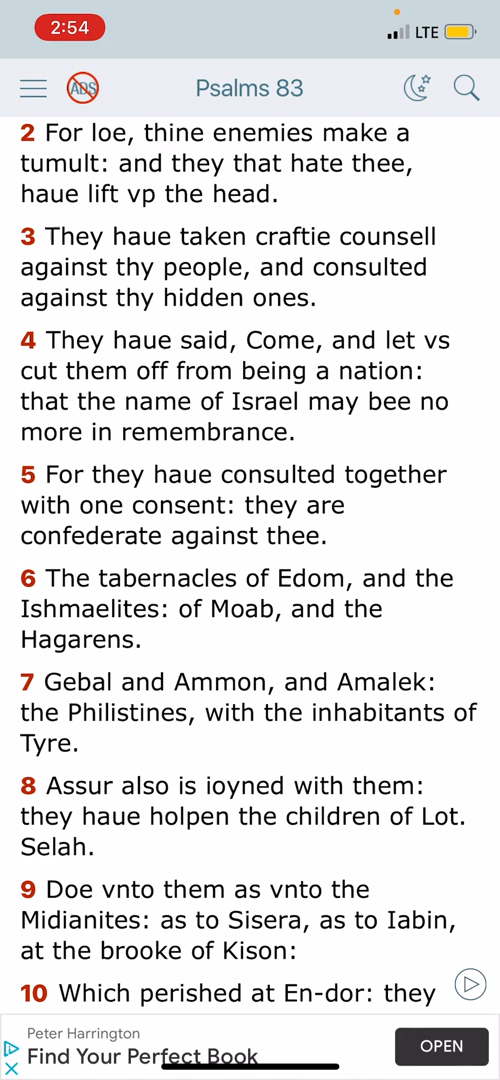 2:54
LTE
ADS
Psalms 83
2 For loe, thine enemies make a
tumult: and they that hate thee,
haue lift vp the head.
3 They haue taken craftie counsell
against thy people, and consulted
against thy hidden ones.
4 They haue said, Come, and let vs
cut them off from being a nation:
that the name of Israel may bee no
more in remembrance.
5 For they haue consulted together
with one consent: they are
confederate against thee.
6 The tabernacles of Edom, and the
Ishmaelites: of Moab, and the
Hagarens.
7 Gebal and Ammon, and Amalek:
the Philistines, with the inhabitants of
Tyre.
8 Assur also is ioyned with them:
they haue holpen the children of Lot.
Selah.
9 Doe vnto them as vnto the
Midianites: as to Sisera, as to Iabin,
at the brooke of Kison:
10 Which perished at En-dor: they
Peter Harrington
Find Your Perfect Book
OPEN